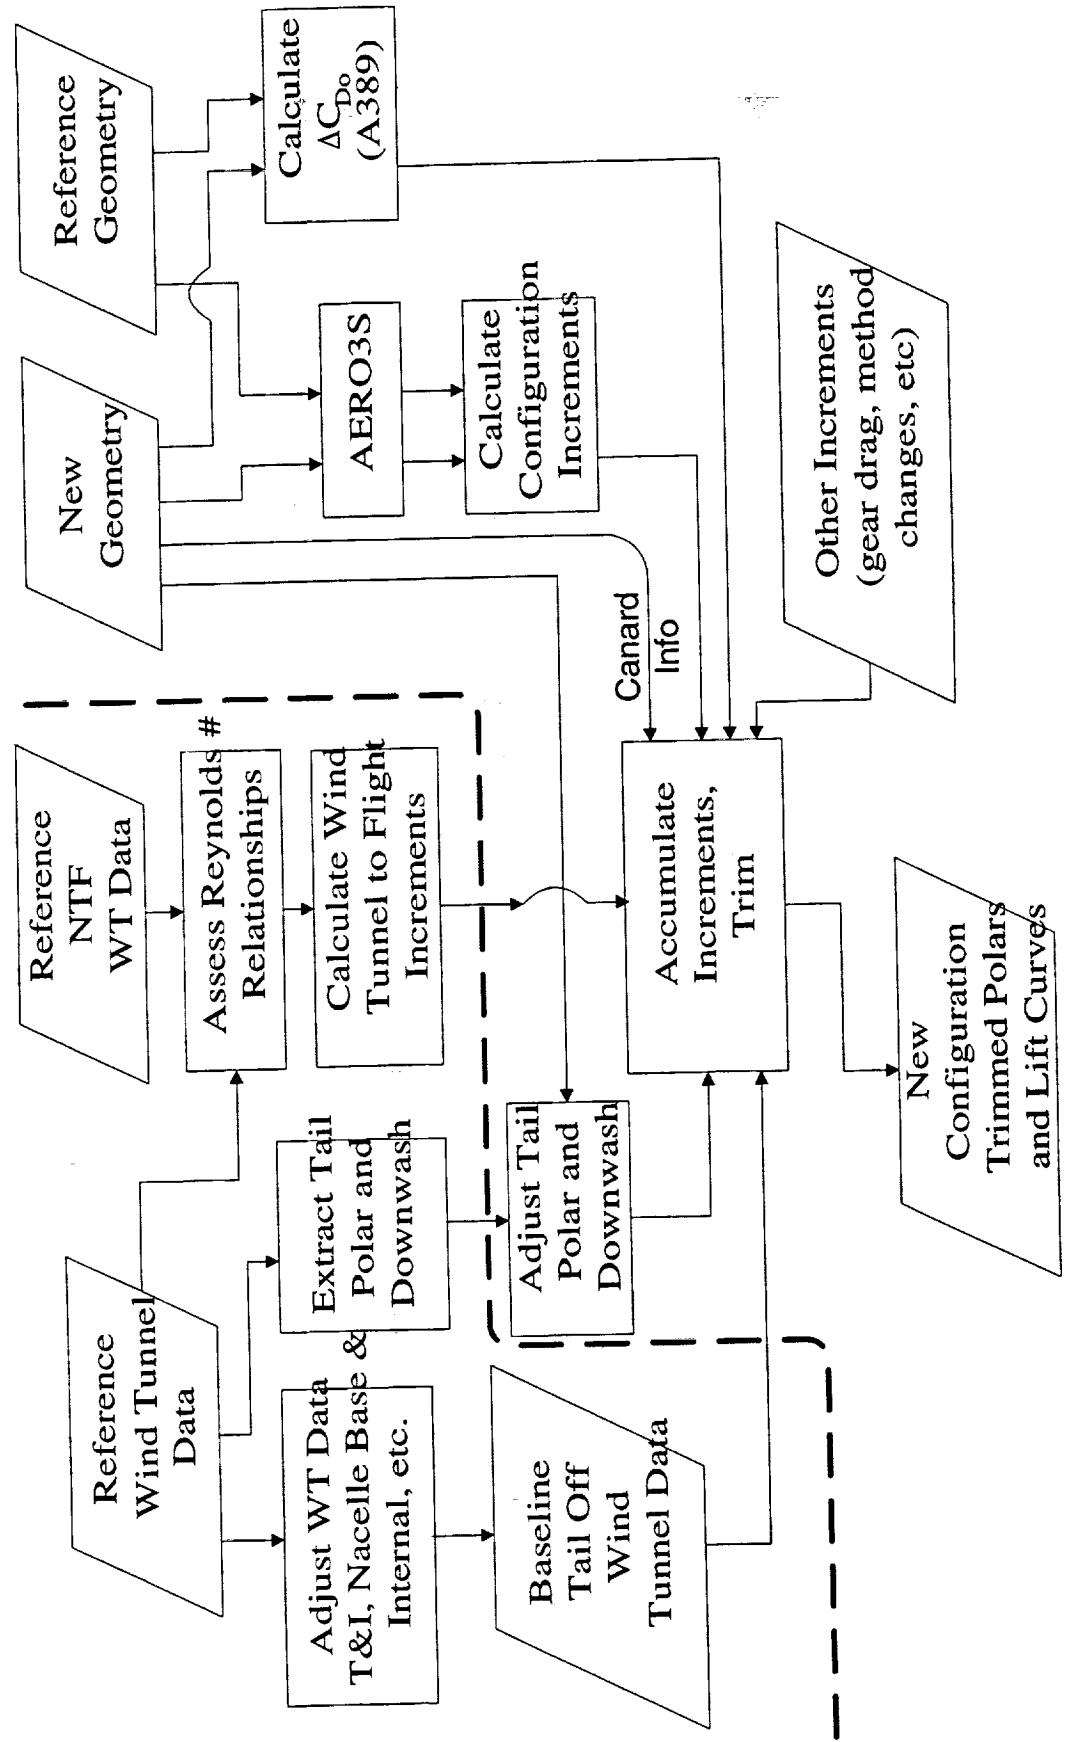 Reference
Wind Tunnel
Data
Reference
NTF
WT Data
New
Geometry
Reference
Geometry
Adjust WT Data
T&I, Nacelle Base &
Internal, etc.
Extract Tail
Polar and
Downwash
Assess Reynolds #
Relationships
Calculate Wind
Tunnel to Flight
Increments
AERO3S
Calculate
ΔCDo
(A389)
Calculate
Configuration
Increments
Baseline
Tail Off
Wind
Tunnel Data
Adjust Tail
Polar and
Downwash
Canard
Info
Accumulate
Increments,
Trim
Other Increments
(gear drag, method
changes, etc)
New
Configuration
Trimmed Polars
and Lift Curves